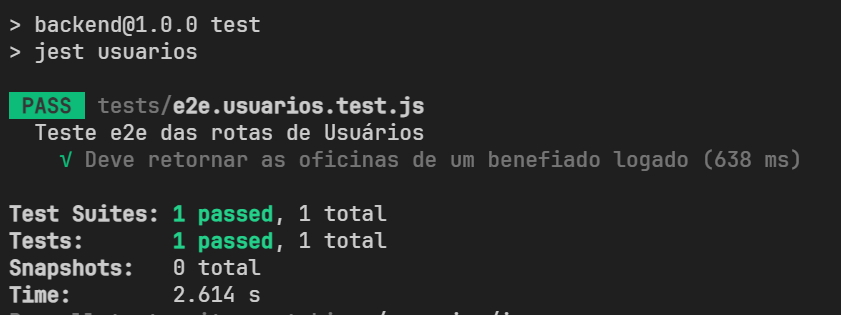 > backend@1.0.0 test
> jest usuarios
PASS tests/e2e.usuarios.test.js
Teste e2e das rotas de Usuários
√ Deve retornar as oficinas de um benefiado logado (638 ms)
Test Suites: 1 passed, 1 total
Tests: 1 passed, 1 total
Snapshots: 0 total
Time: 2.614 s